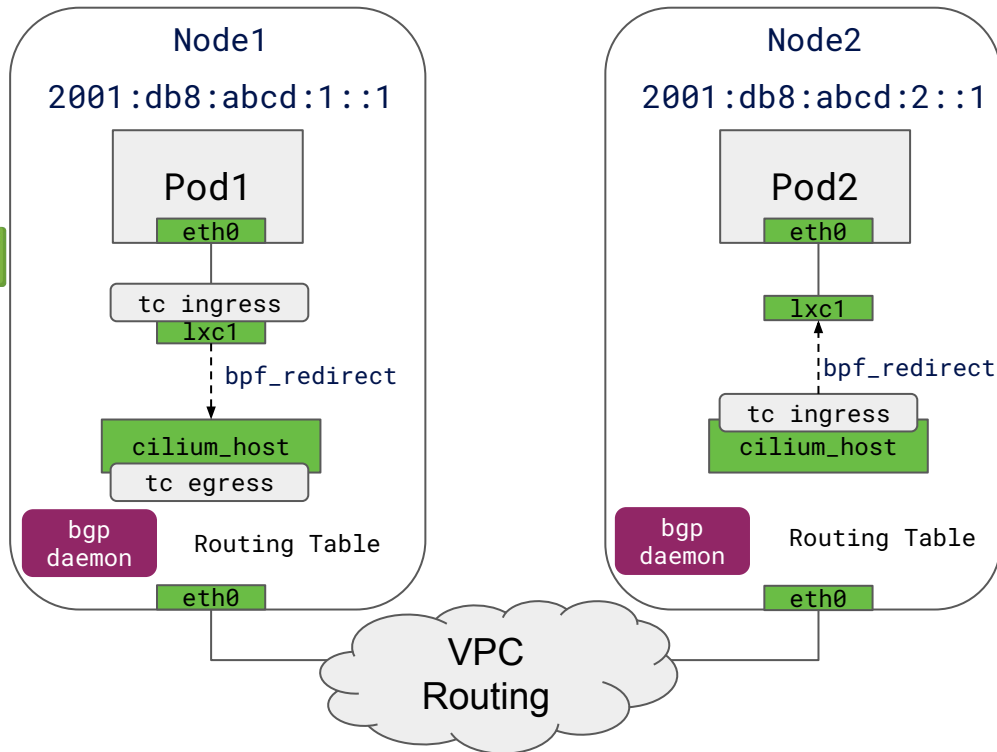 Node1
2001:db8:abcd:1::1
Pod1
eth0
tc ingress
lxc1
bpf_redirect
cilium_host
tc egress
bgp
daemon
Routing Table
eth0
Node2
2001:db8:abcd:2::1
Pod2
eth0
lxc1
bpf_redirect
tc ingress
cilium_host
bgp
daemon
Routing Table
eth0
VPC
Routing